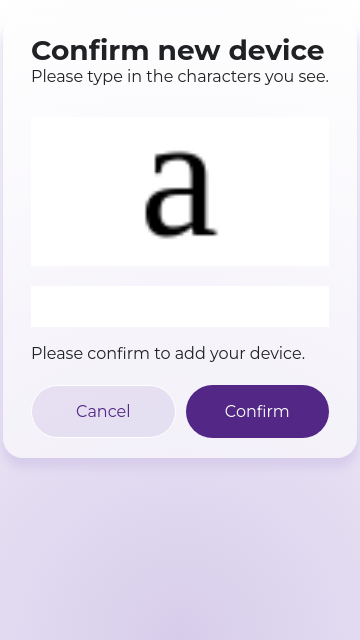 Confirm new device
Please type in the characters you see.
a
Please confirm to add your device.
Cancel
Confirm